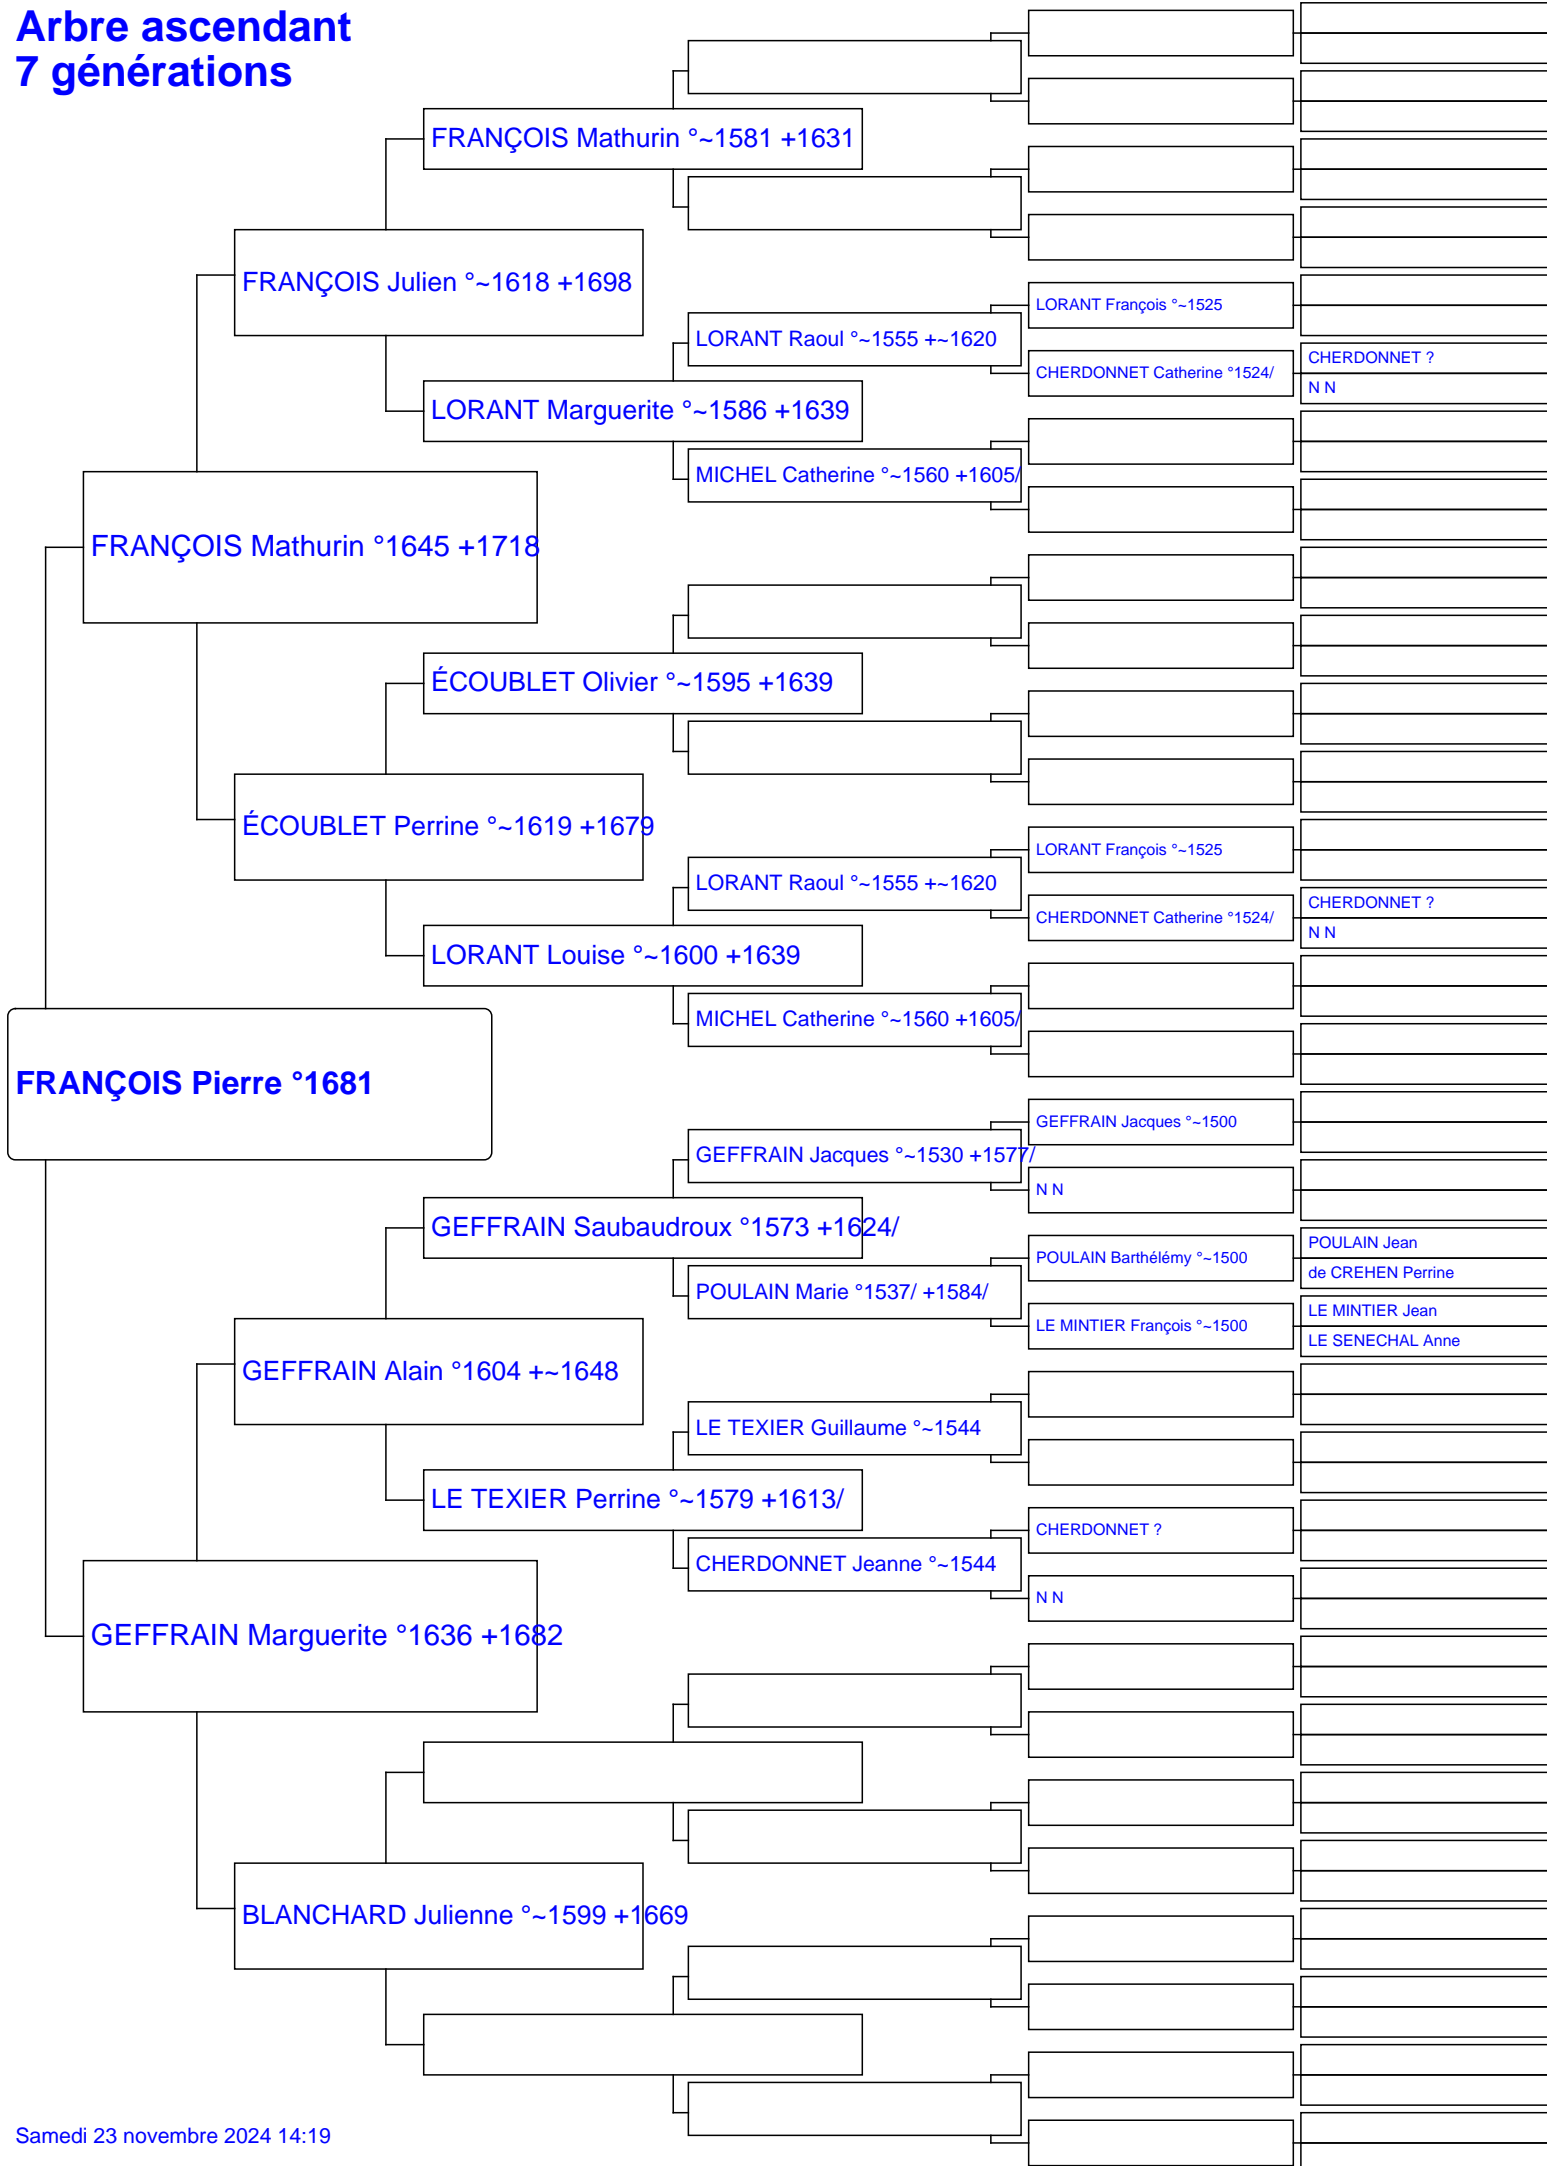 Arbre ascendant
7 générations
FRANÇOIS Mathurin °~1581 +1631
FRANÇOIS Julien °~1618 +1698
LORANT François °~1525
LORANT Raoul °~1555 +~1620
CHERDONNET ?
CHERDONNET Catherine °1524/
N N
LORANT Marguerite °~1586 +1639
MICHEL Catherine °~1560 +1605/
FRANÇOIS Mathurin °1645 +1718
ÉCOUBLET Olivier °~1595 +1639
ÉCOUBLET Perrine °~1619 +1679
LORANT François °~1525
LORANT Raoul °~1555 +~1620
CHERDONNET ?
CHERDONNET Catherine °1524/
N N
LORANT Louise °~1600 +1639
MICHEL Catherine °~1560 +1605/
FRANÇOIS Pierre °1681
GEFFRAIN Jacques °~1500
GEFFRAIN Jacques °~1530 +1577/
N N
GEFFRAIN Saubaudroux °1573 +1624/
POULAIN Jean
POULAIN Barthélémy °~1500
de CREHEN Perrine
POULAIN Marie °1537/ +1584/
LE MINTIER Jean
LE MINTIER François °~1500
LE SENECHAL Anne
GEFFRAIN Alain °1604 +~1648
LE TEXIER Guillaume °~1544
LE TEXIER Perrine °~1579 +1613/
CHERDONNET ?
CHERDONNET Jeanne °~1544
N N
GEFFRAIN Marguerite °1636 +1682
BLANCHARD Julienne °~1599 +1669
Samedi 23 novembre 2024 14:19